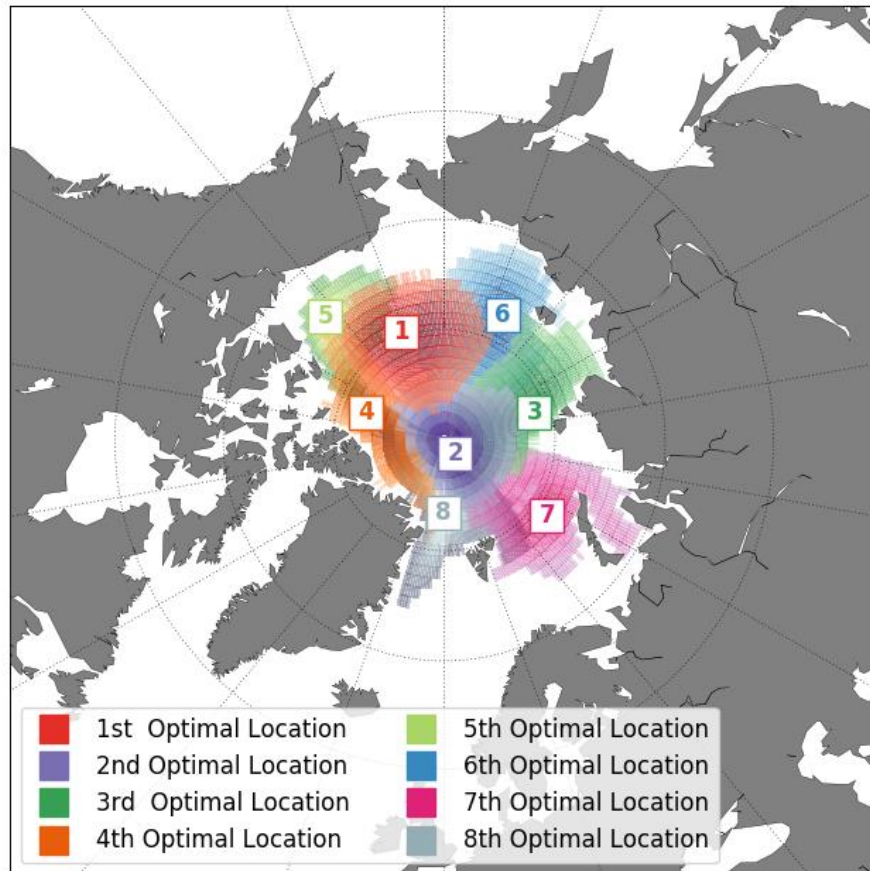 5
1
6
4
3
2
8
7
1st Optimal Location
2nd Optimal Location
3rd Optimal Location
4th Optimal Location
5th Optimal Location
6th Optimal Location
7th Optimal Location
8th Optimal Location